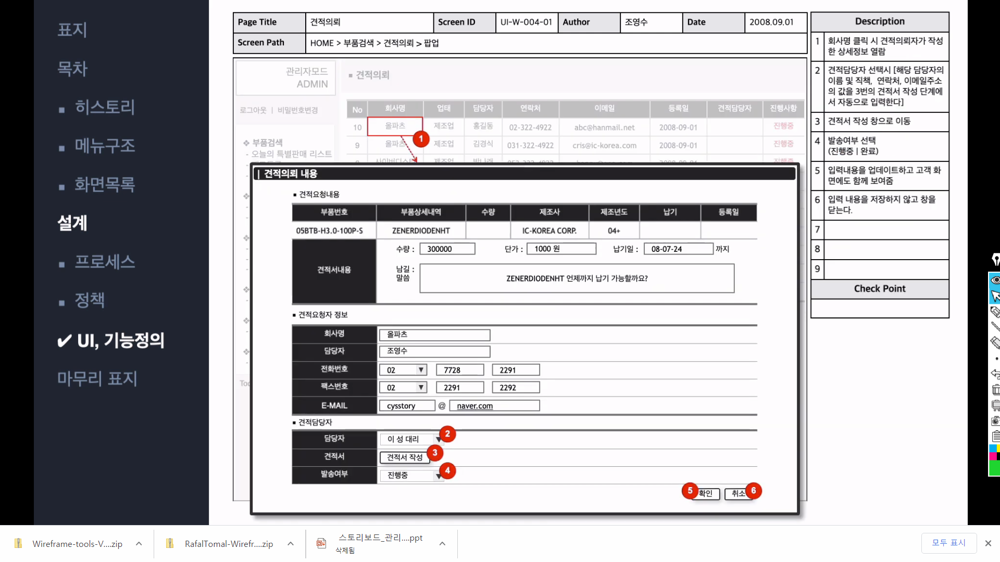 표지
목차
▪ 히스토리
▪ 메뉴구조
▪ 화면목록
설계
▪ 프로세스
▪ 정책
✔ UI, 기능정의
마무리 표지
Page Title 견적의뢰 Screen ID UI-W-004-01 Author 조영수 Date 2008.09.01
Screen Path HOME > 부품검색 > 견적의뢰 > 팝업
관리자모드
ADMIN
로그아웃 | 비밀번호변경
❖ 부품검색
- 오늘의 특별판매 리스트
▪ 견적의뢰
No 회사명 업태 담당자 연락처 이메일 등록일 견적담당자 진행사항
10 올파츠 제조업 홍길동 02-322-4922 abc@hanmail.net 2008-09-01 진행중
1
9 올파츠 제조업 김경식 031-322-4922 cris@ic-korea.com 2008-09-01 진행중
| 견적의뢰 내용
▪ 견적요청내용
부품번호 부품상세내역 수량 제조사 제조년도 납기 등록일
05BTB-H3.0-100P-S ZENERDIODENHT IC-KOREA CORP. 04+
견적서내용
수량 : 300000 단가 : 1000 원 납기일 : 08-07-24 까지
남길 :
말씀
ZENERDIODENHT 언제까지 납기 가능할까요?
▪ 견적요청자 정보
회사명 올파츠
담당자 조영수
전화번호 02 ▼ 7728 2291
팩스번호 02 ▼ 2291 2292
E-MAIL cysstory @ naver.com
▪ 견적담당자
담당자 이 성 대리 ▼ 2
견적서 견적서 작성 3
발송여부 진행중 ▼ 4
5 확인 취소 6
Description
1 회사명 클릭 시 견적의뢰자가 작성
한 상세정보 열람
2 견적담당자 선택시 [해당 담당자의
이름 및 직책, 연락처, 이메일주소
의 값을 3번의 견적서 작성 단계에
서 자동으로 입력한다]
3 견적서 작성 창으로 이동
4 발송여부 선택
(진행중 | 완료)
5 입력내용을 업데이트하고 고객 화
면에도 함께 보여줌
6 입력 내용을 저장하지 않고 창을
닫는다.
7
8
9
Check Point
Wireframe-tools-V....zip
RafalTomal-Wirefr....zip
스토리보드_관리....ppt
삭제됨
모두 표시